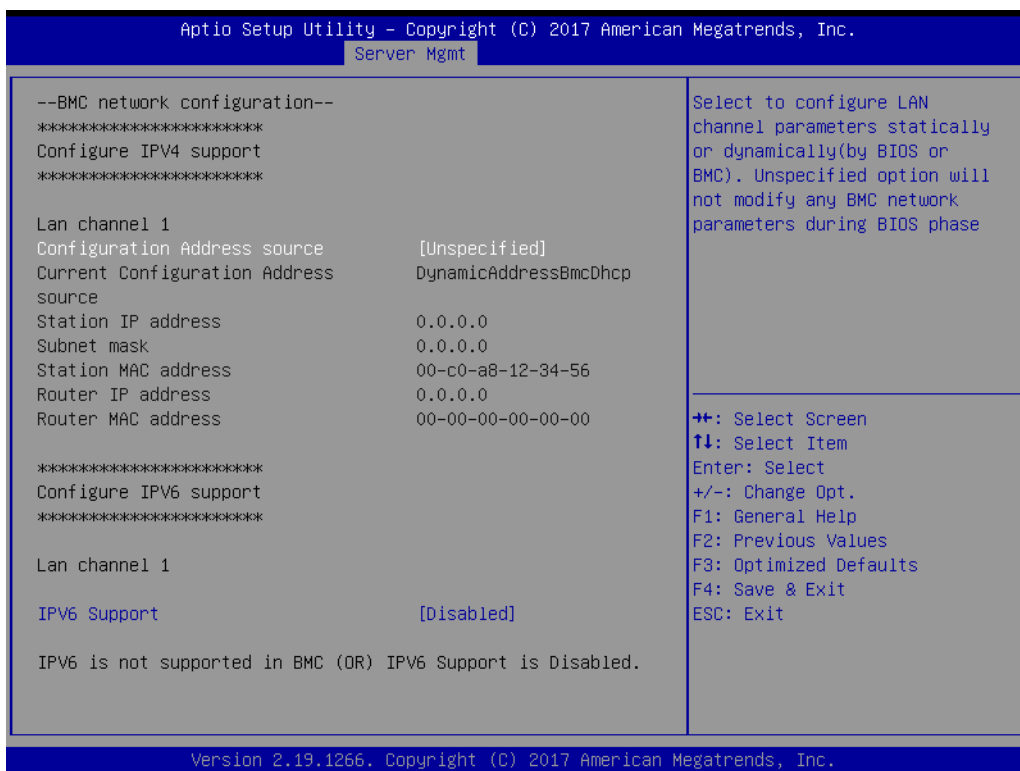 Aptio Setup Utility – Copyright (C) 2017 American Megatrends, Inc.
Server Mgmt
--BMC network configuration--
**********************
Configure IPV4 support
**********************
Lan channel 1
Configuration Address source [Unspecified]
Current Configuration Address DynamicAddressBmcDhcp
source
Station IP address 0.0.0.0
Subnet mask 0.0.0.0
Station MAC address 00-c0-a8-12-34-56
Router IP address 0.0.0.0
Router MAC address 00-00-00-00-00-00
**********************
Configure IPV6 support
**********************
Lan channel 1
IPV6 Support [Disabled]
IPV6 is not supported in BMC (OR) IPV6 Support is Disabled.
Select to configure LAN
channel parameters statically
or dynamically(by BIOS or
BMC). Unspecified option will
not modify any BMC network
parameters during BIOS phase
→←: Select Screen
↑↓: Select Item
Enter: Select
+/-: Change Opt.
F1: General Help
F2: Previous Values
F3: Optimized Defaults
F4: Save & Exit
ESC: Exit
Version 2.19.1266. Copyright (C) 2017 American Megatrends, Inc.